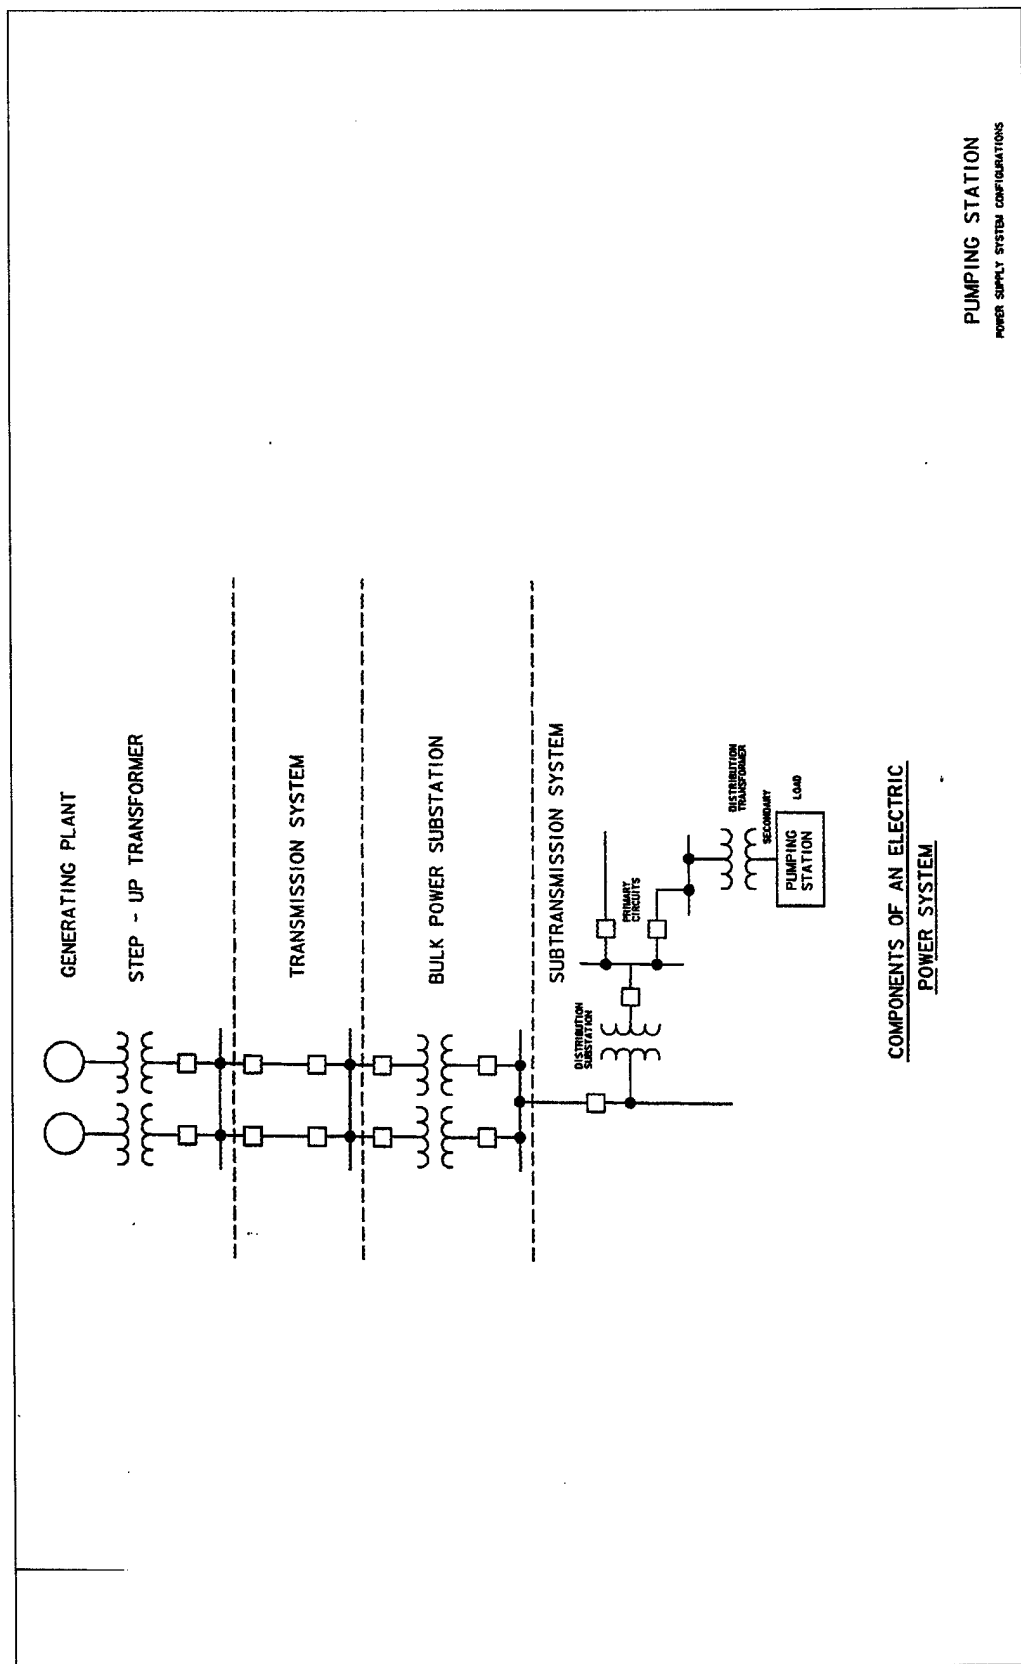 GENERATING PLANT
STEP - UP TRANSFORMER
TRANSMISSION SYSTEM
BULK POWER SUBSTATION
SUBTRANSMISSION SYSTEM
DISTRIBUTION
SUBSTATION
PRIMARY
CIRCUITS
DISTRIBUTION
TRANSFORMER
SECONDARY
LOAD
PUMPING
STATION
COMPONENTS OF AN ELECTRIC
POWER SYSTEM
PUMPING STATION
POWER SUPPLY SYSTEM CONFIGURATIONS